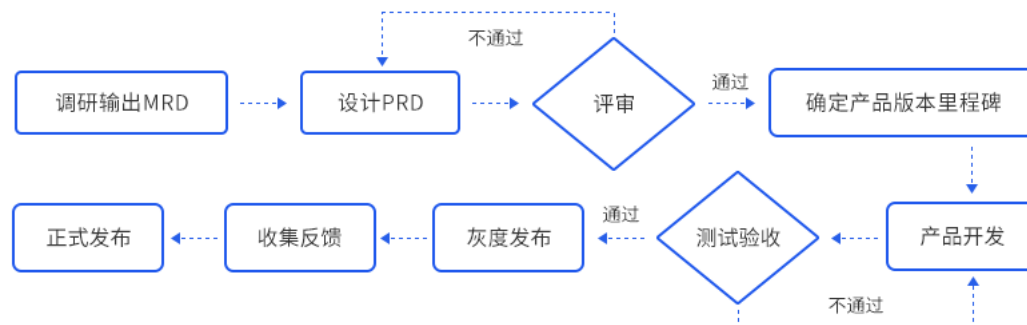 不通过
调研输出MRD
设计PRD
评审
通过
确定产品版本里程碑
正式发布
收集反馈
灰度发布
通过
测试验收
产品开发
不通过